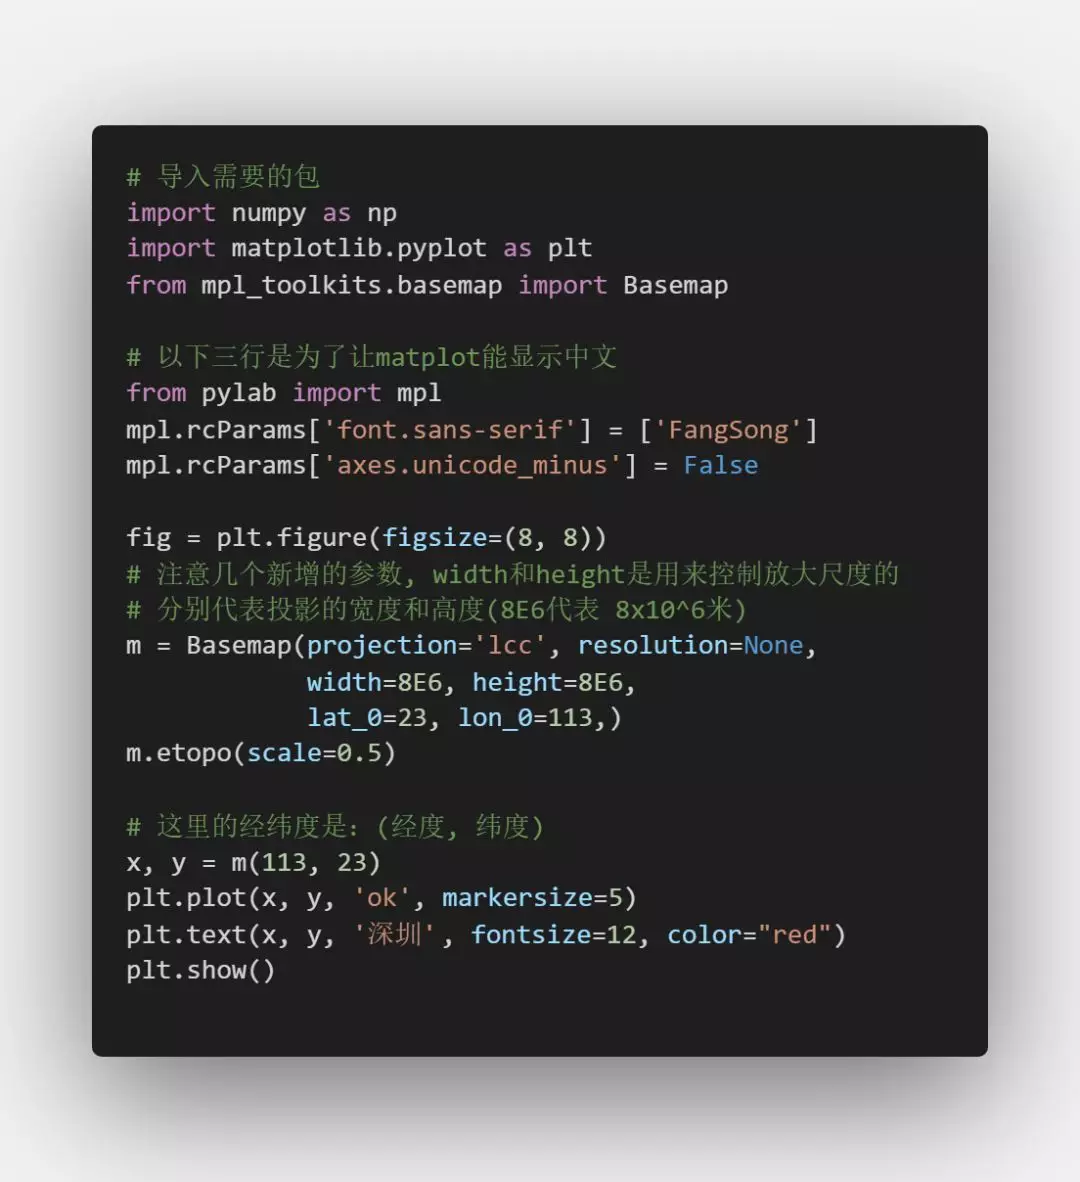 # 导入需要的包
import numpy as np
import matplotlib.pyplot as plt
from mpl_toolkits.basemap import Basemap
# 以下三行是为了让matplot能显示中文
from pylab import mpl
mpl.rcParams['font.sans-serif'] = ['FangSong']
mpl.rcParams['axes.unicode_minus'] = False
fig = plt.figure(figsize=(8, 8))
# 注意几个新增的参数, width和height是用来控制放大尺度的
# 分别代表投影的宽度和高度(8E6代表 8x10^6米)
m = Basemap(projection='lcc', resolution=None,
            width=8E6, height=8E6,
            lat_0=23, lon_0=113,)
m.etopo(scale=0.5)
# 这里的经纬度是：(经度, 纬度)
x, y = m(113, 23)
plt.plot(x, y, 'ok', markersize=5)
plt.text(x, y, '深圳', fontsize=12, color="red")
plt.show()